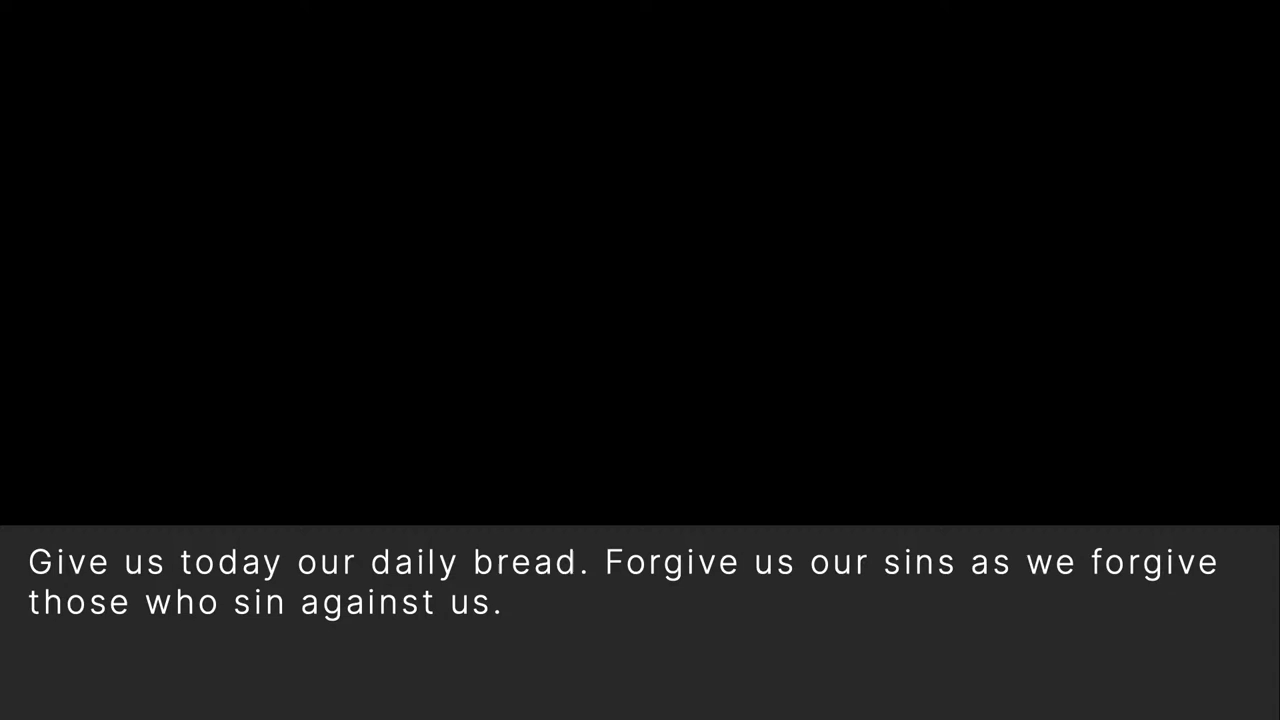 Give us today our daily bread. Forgive us our sins as we forgive
those who sin against us.